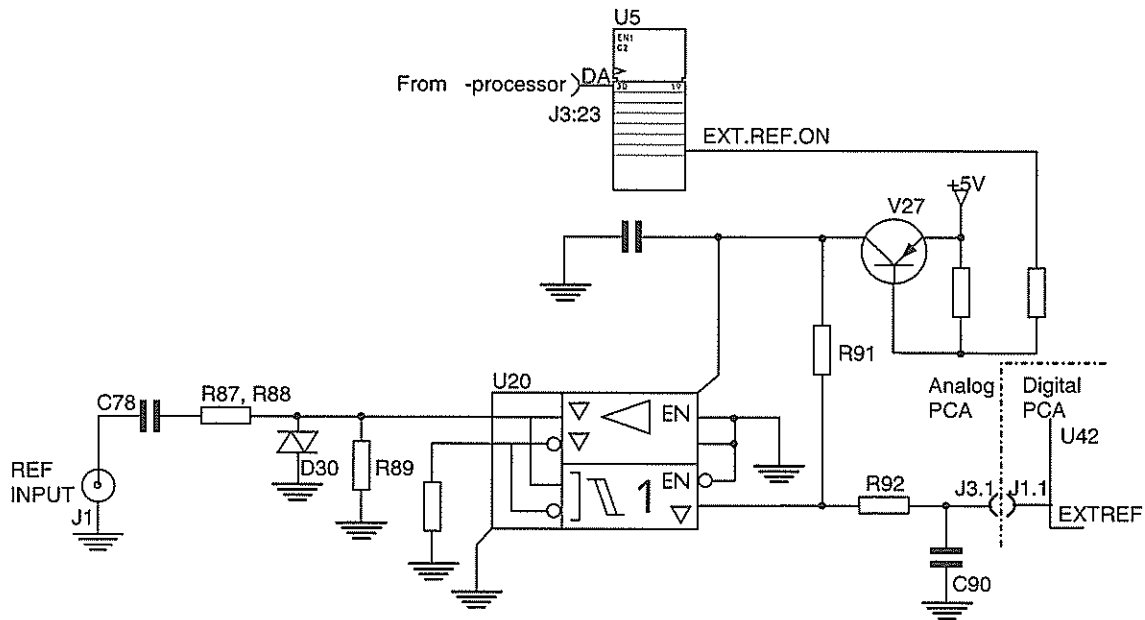 U5
EN1
C2
From -processor DA
3D 19
J3:23
EXT.REF.ON
+5V
V27
R91
U20
Analog PCA
Digital PCA
C78
R87, R88
EN
U42
REF INPUT
D30
R89
EN
1
R92
J3.1 J1.1
J1
EXTREF
C90